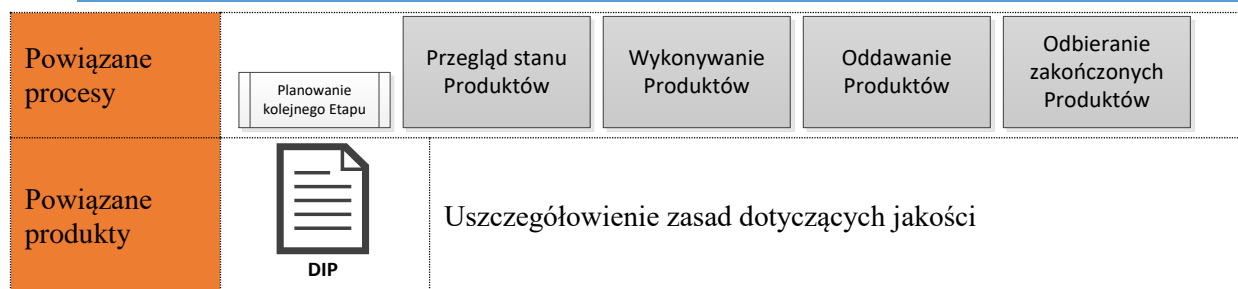 Powiązane
procesy
Planowanie
kolejnego Etapu
Przegląd stanu
Produktów
Wykonywanie
Produktów
Oddawanie
Produktów
Odbieranie
zakończonych
Produktów
Powiązane
produkty
DIP
Uszczegółowienie zasad dotyczących jakości